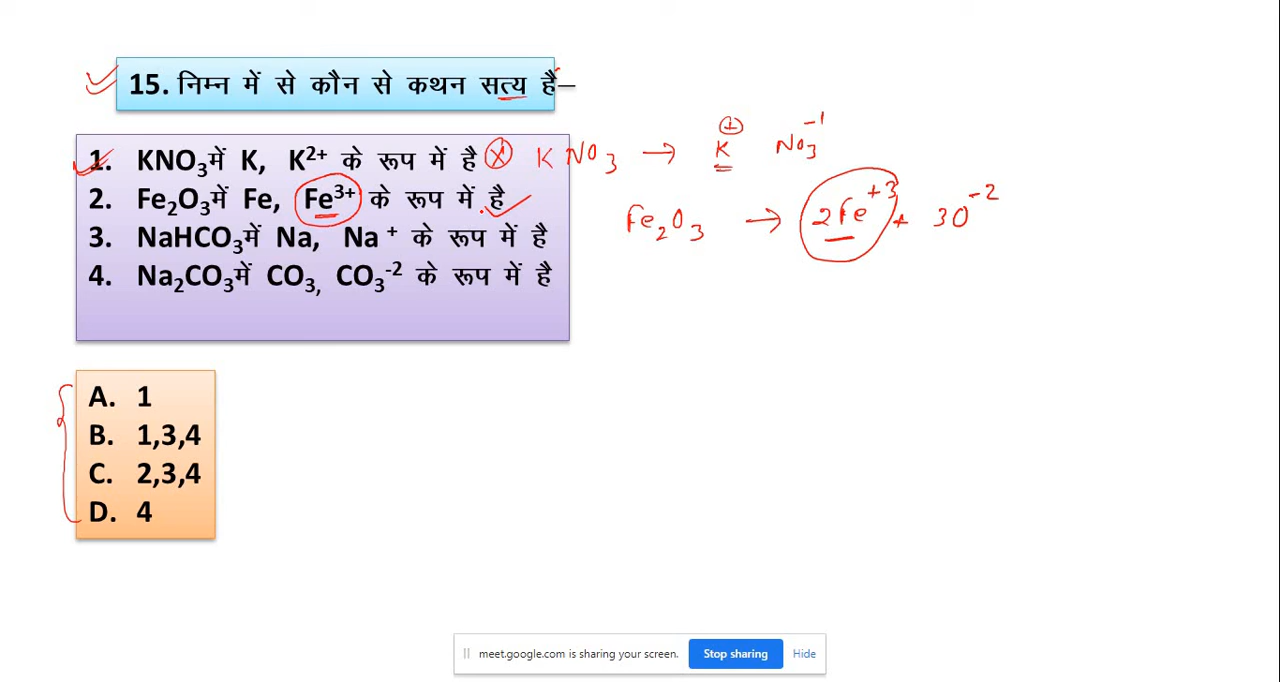 15. निम्न में से कौन से कथन सत्य हैं–
1. KNO₃में K, K²⁺ के रूप में है ⓧ K NO₃ → K⁺ NO₃⁻¹
2. Fe₂O₃में Fe, Fe³⁺ के रूप में है Fe₂O₃ → 2Fe⁺³ + 3O⁻²
3. NaHCO₃में Na, Na⁺ के रूप में है
4. Na₂CO₃में CO₃, CO₃⁻² के रूप में है
A. 1
B. 1,3,4
C. 2,3,4
D. 4
meet.google.com is sharing your screen. Stop sharing Hide